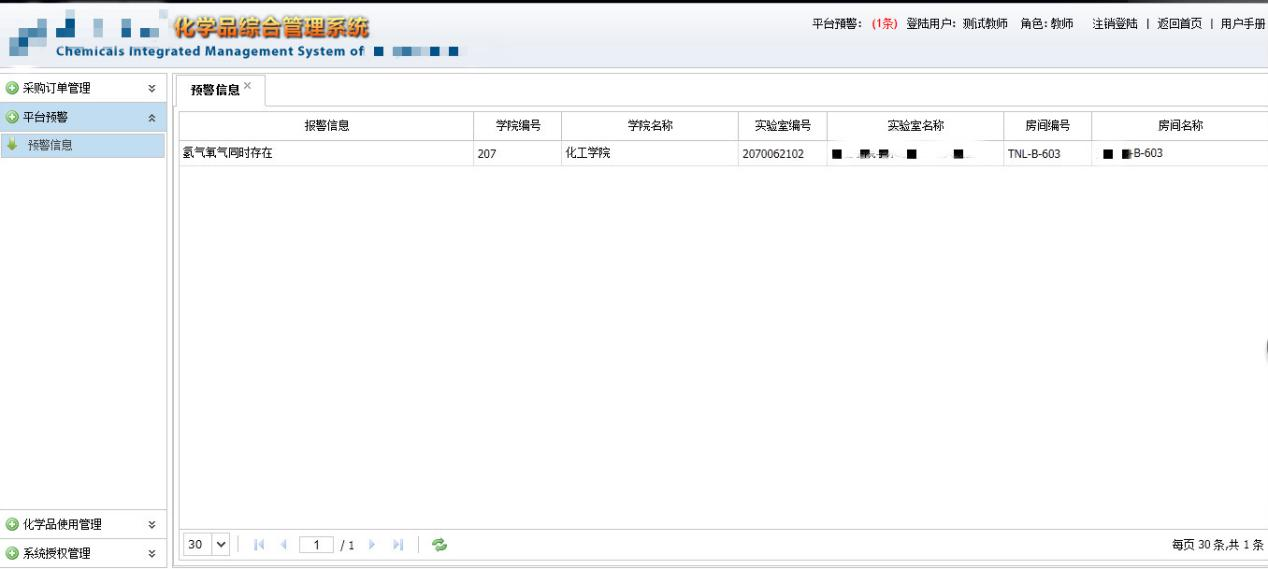 化学品综合管理系统
Chemicals Integrated Management System of
平台预警: (1条) 登陆用户: 测试教师 角色: 教师 注销登陆 | 返回首页 | 用户手册
采购订单管理
平台预警
预警信息
化学品使用管理
系统授权管理
预警信息
报警信息 学院编号 学院名称 实验室编号 实验室名称 房间编号 房间名称
氢气氧气同时存在 207 化工学院 2070062102 TNL-B-603 B-603
30 1 / 1 每页 30 条,共 1 条